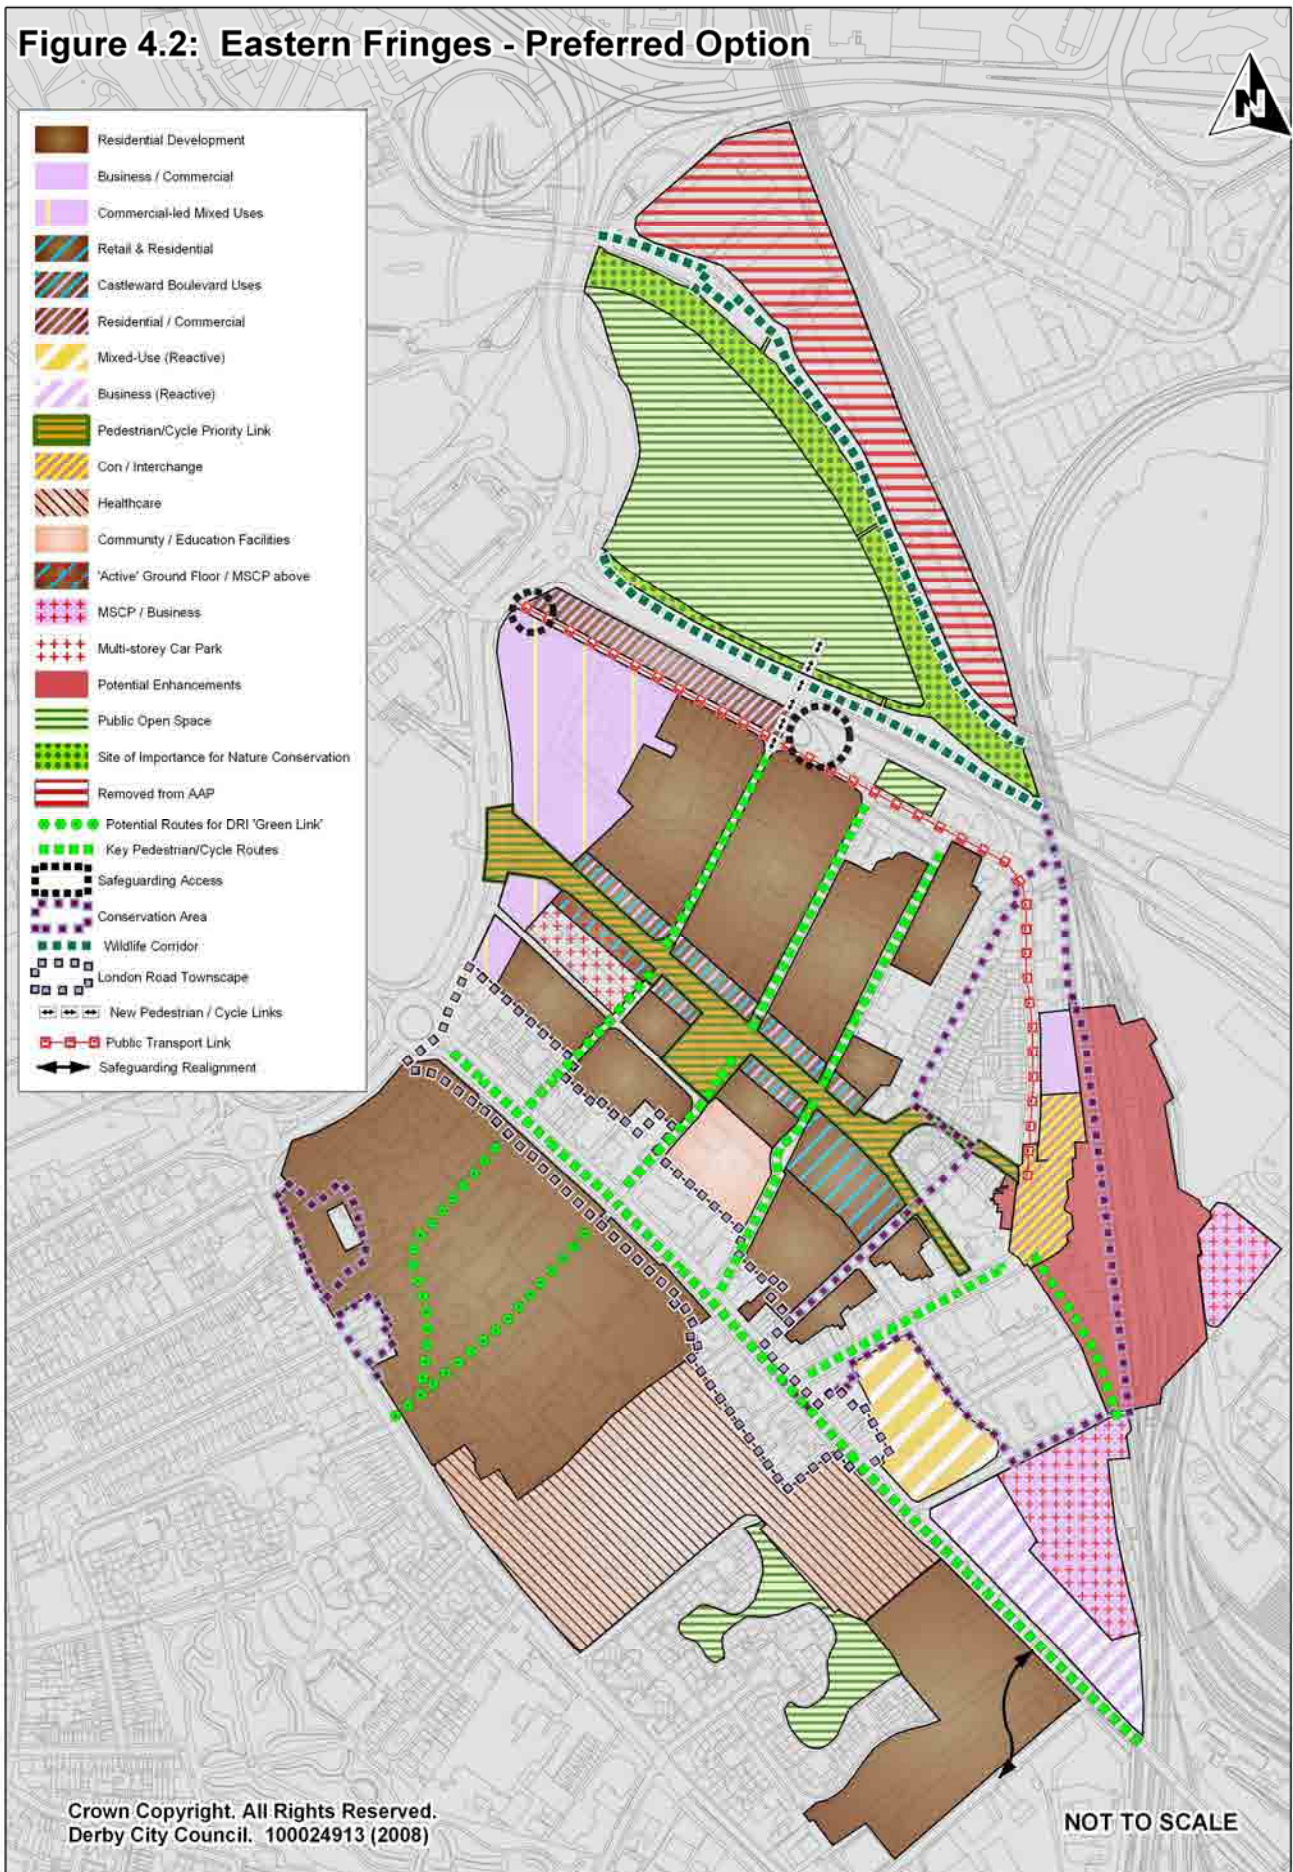 Figure 4.2: Eastern Fringes - Preferred Option
N
Residential Development
Business / Commercial
Commercial-led Mixed Uses
Retail & Residential
Castleward Boulevard Uses
Residential / Commercial
Mixed-Use (Reactive)
Business (Reactive)
Pedestrian/Cycle Priority Link
Con / Interchange
Healthcare
Community / Education Facilities
'Active' Ground Floor / MSCP above
MSCP / Business
Multi-storey Car Park
Potential Enhancements
Public Open Space
Site of Importance for Nature Conservation
Removed from AAP
Potential Routes for DRI 'Green Link'
Key Pedestrian/Cycle Routes
Safeguarding Access
Conservation Area
Wildlife Corridor
London Road Townscape
New Pedestrian / Cycle Links
Public Transport Link
Safeguarding Realignment
Crown Copyright. All Rights Reserved.
Derby City Council. 100024913 (2008)
NOT TO SCALE